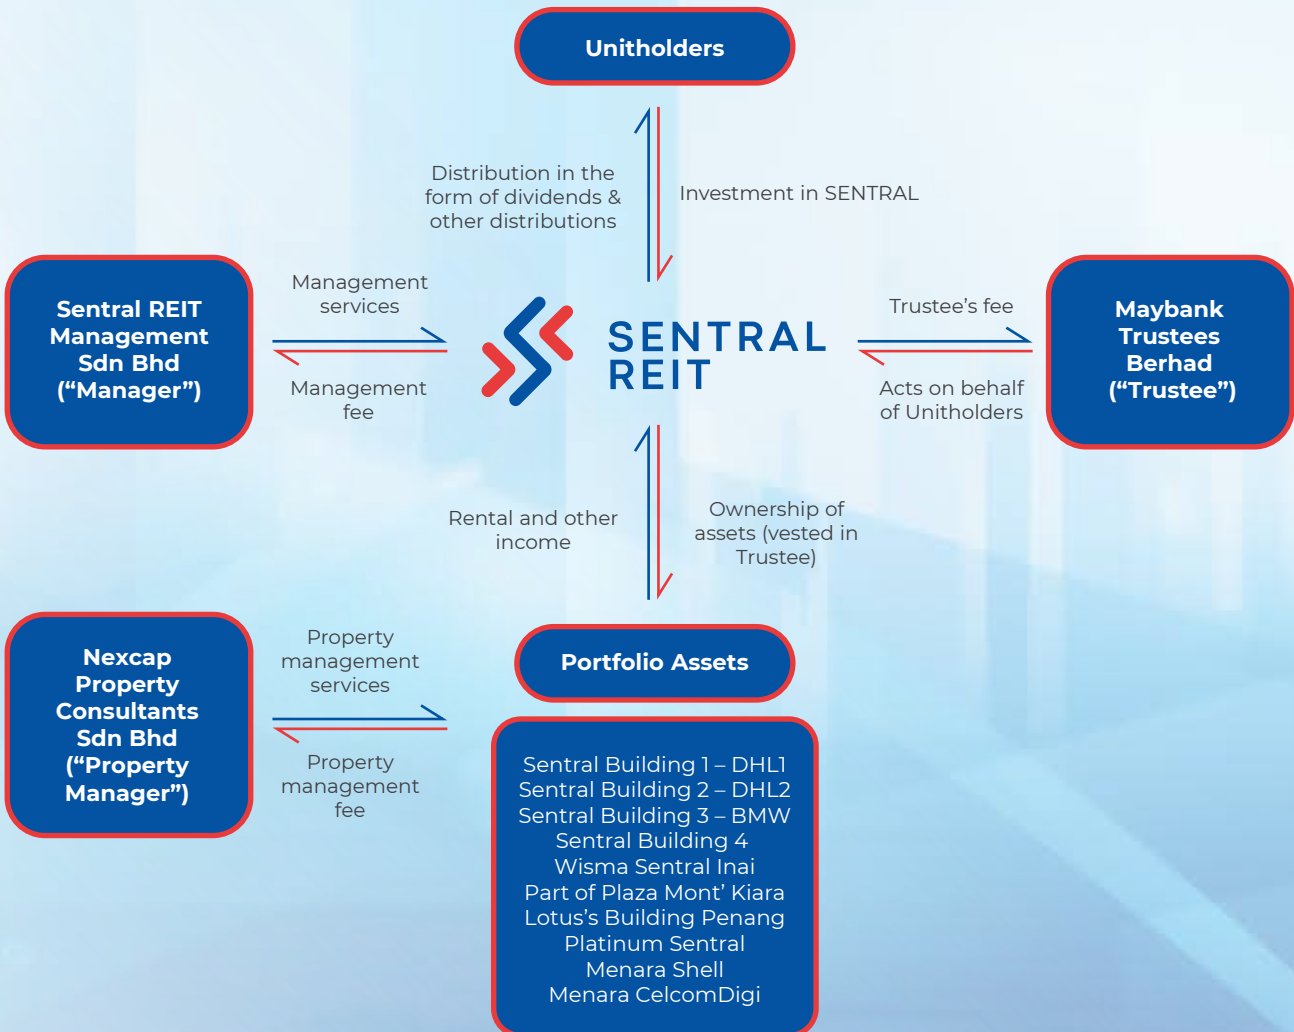 Unitholders
Distribution in the
form of dividends &
other distributions
Investment in SENTRAL
Sentral REIT
Management
Sdn Bhd
(“Manager”)
Management
services
Management
fee
SENTRAL
REIT
Trustee’s fee
Acts on behalf
of Unitholders
Maybank
Trustees
Berhad
(“Trustee”)
Rental and other
income
Ownership of
assets (vested in
Trustee)
Nexcap
Property
Consultants
Sdn Bhd
(“Property
Manager”)
Property
management
services
Property
management
fee
Portfolio Assets
Sentral Building 1 – DHL1
Sentral Building 2 – DHL2
Sentral Building 3 – BMW
Sentral Building 4
Wisma Sentral Inai
Part of Plaza Mont’ Kiara
Lotus’s Building Penang
Platinum Sentral
Menara Shell
Menara CelcomDigi